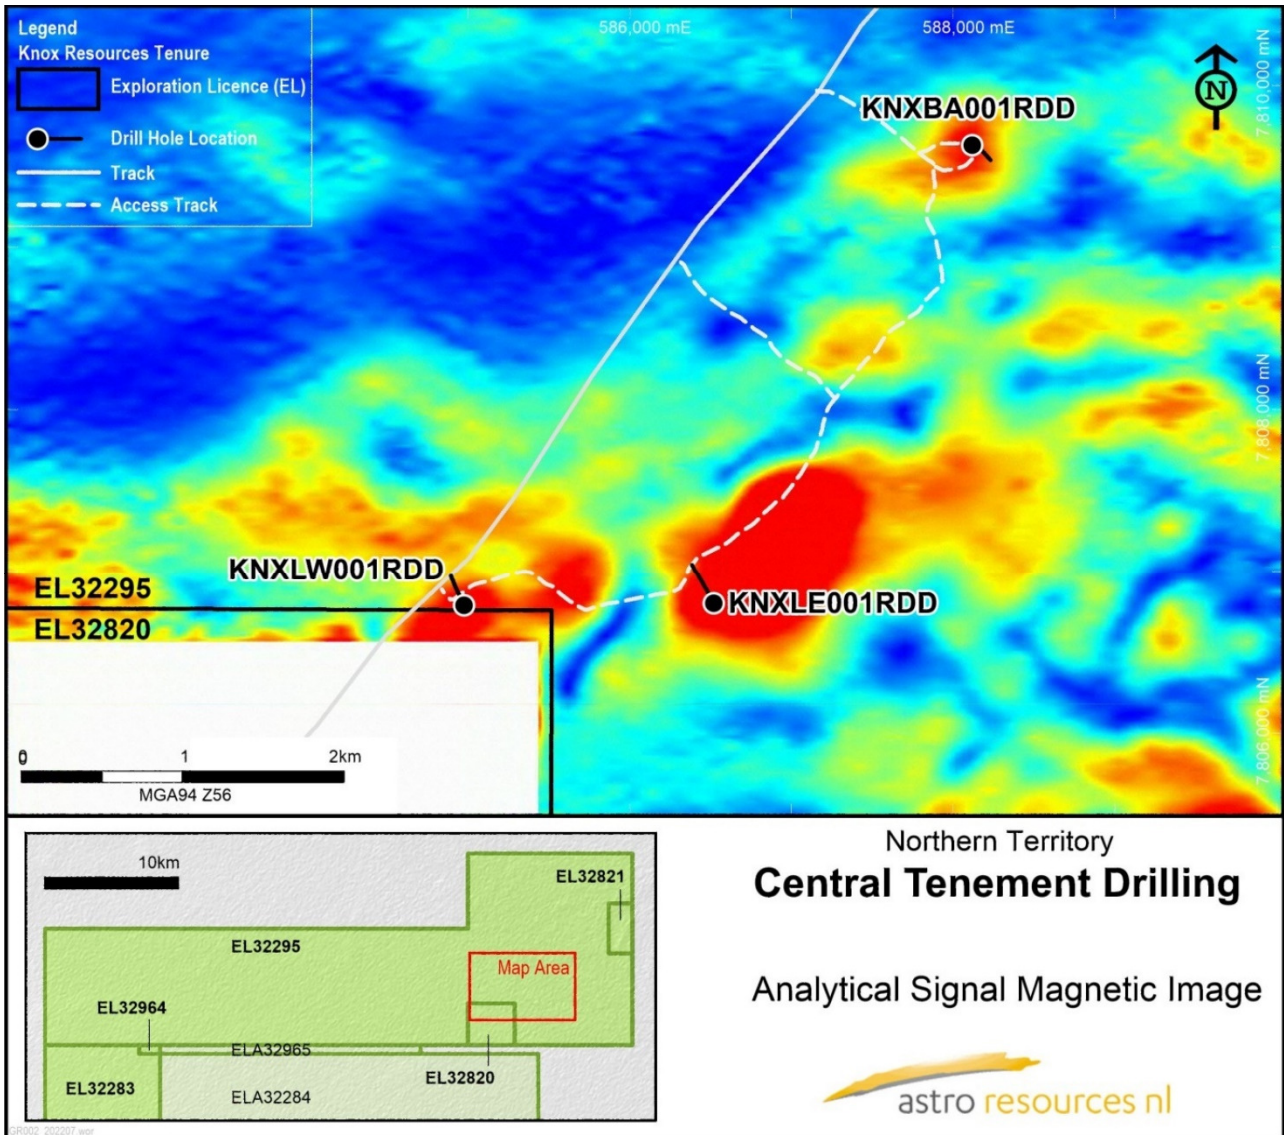 Legend
Knox Resources Tenure
Exploration Licence (EL)
Drill Hole Location
Track
Access Track
586,000 mE
588,000 mE
N
7,810,000 mN
KNXBA001RDD
7,808,000 mN
KNXLW001RDD
KNXLE001RDD
EL32295
EL32820
7,806,000 mN
0 1 2km
MGA94 Z56
10km
EL32821
EL32295
Map Area
EL32964
ELA32965
EL32820
EL32283
ELA32284
Northern Territory
Central Tenement Drilling
Analytical Signal Magnetic Image
astro resources nl
GR002_202207.wor